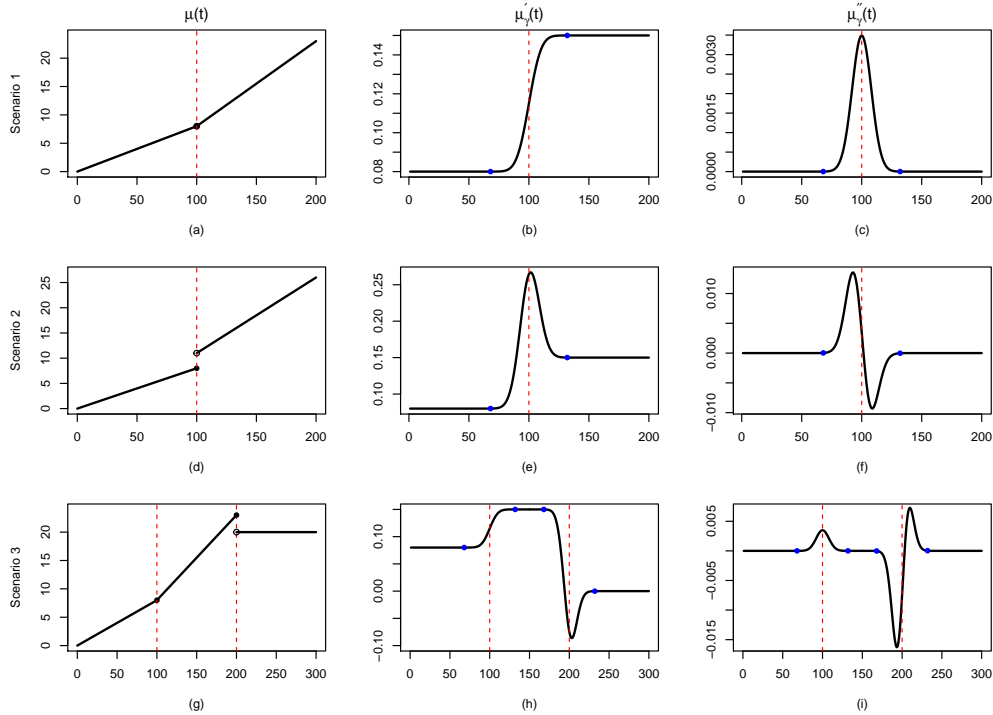 μ(t)
μ′γ(t)
μ″γ(t)
Scenario 1
0 5 10 15 20
0 50 100 150 200
(a)
0.08 0.10 0.12 0.14
0 50 100 150 200
(b)
0.0000 0.0015 0.0030
0 50 100 150 200
(c)
Scenario 2
0 5 10 15 20 25
0 50 100 150 200
(d)
0.10 0.15 0.25
0 50 100 150 200
(e)
−0.010 0.000 0.010
0 50 100 150 200
(f)
Scenario 3
0 5 10 15 20
0 50 100 150 200 250 300
(g)
−0.10 0.00 0.10
0 50 100 150 200 250 300
(h)
−0.015 −0.005 0.005
0 50 100 150 200 250 300
(i)